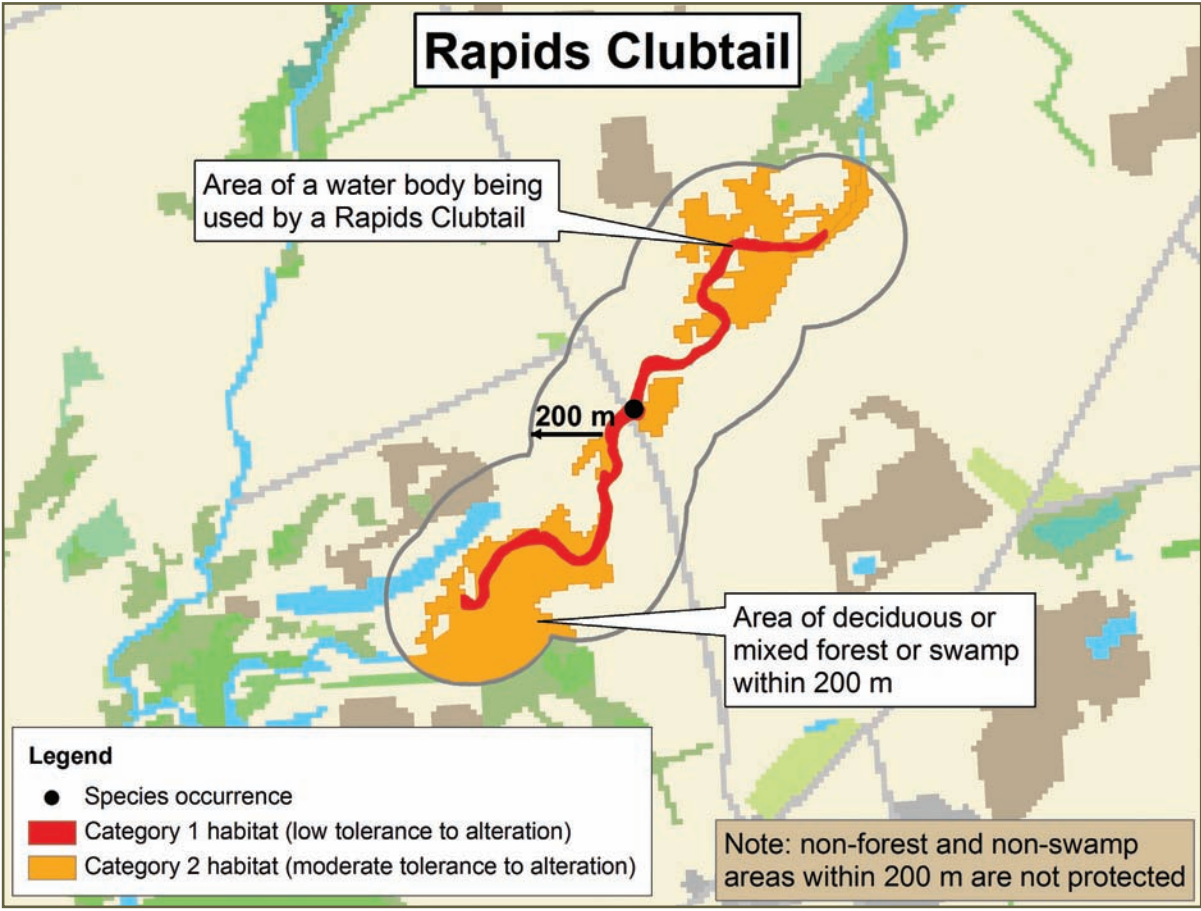 Rapids Clubtail
Area of a water body being
used by a Rapids Clubtail
200 m
Area of deciduous or
mixed forest or swamp
within 200 m
Legend
Species occurrence
Category 1 habitat (low tolerance to alteration)
Category 2 habitat (moderate tolerance to alteration)
Note: non-forest and non-swamp
areas within 200 m are not protected